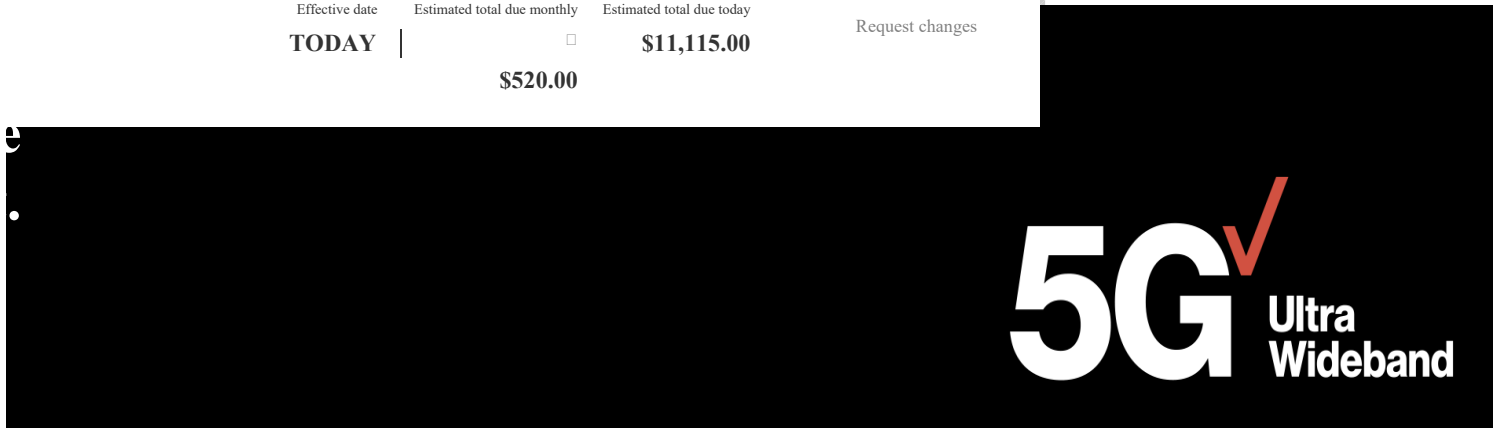 Effective date Estimated total due monthly Estimated total due today
Request changes
TODAY $11,115.00
$520.00
e
.
5G
Ultra
Wideband